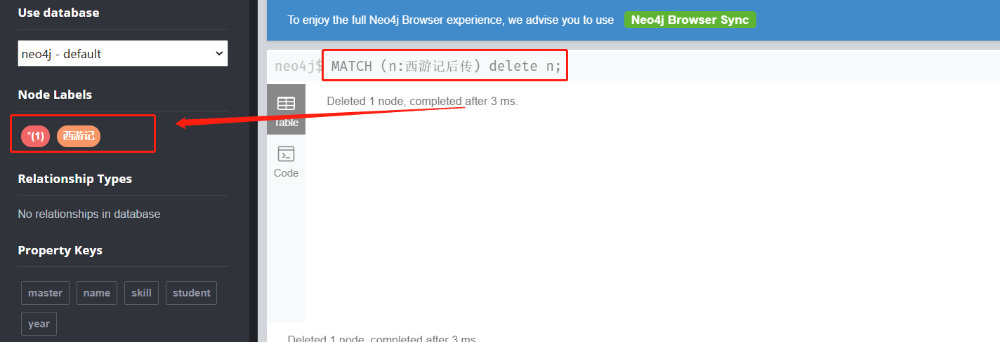 Use database
neo4j - default
Node Labels
*(1) 西游记
Relationship Types
No relationships in database
Property Keys
master name skill student
year
To enjoy the full Neo4j Browser experience, we advise you to use Neo4j Browser Sync
neo4j$ MATCH (n:西游记后传) delete n;
Deleted 1 node, completed after 3 ms.
Table
Code
Deleted 1 node, completed after 3 ms.